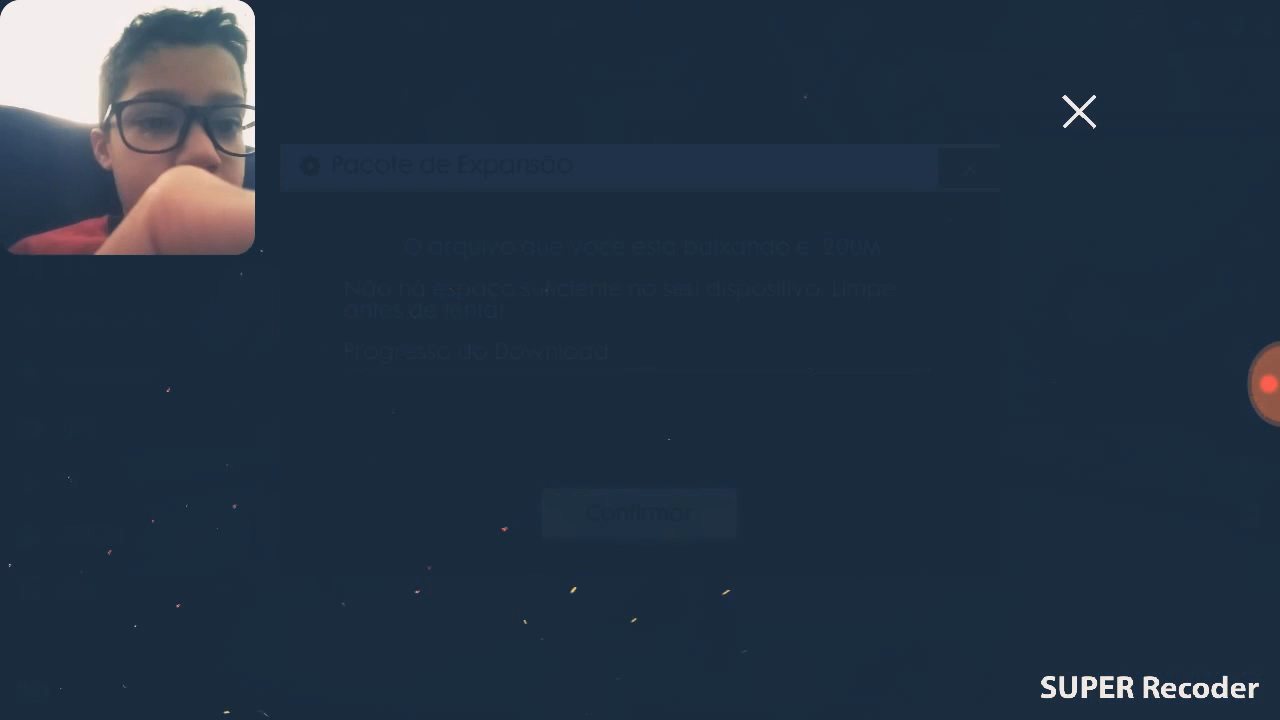 Pacote de Expansão
O arquivo que você está baixando é 200M
Não há espaço suficiente no seu dispositivo. Limpe
antes de tentar
Progresso do Download
Confirmar
SUPER Recoder